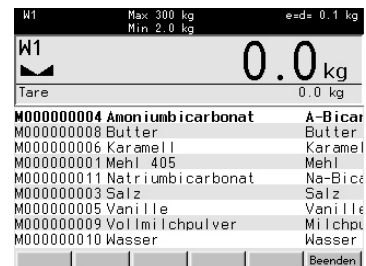 W1 Max 300 kg e=d= 0.1 kg
Min 2.0 kg
W1
0.0 kg
Tare 0.0 kg
M000000004 Amoniumbicarbonat A-Bicar
M000000008 Butter Butter
M000000006 Karamell Karamel
M000000001 Mehl 405 Mehl
M000000011 Natriumbicarbonat Na-Bica
M000000003 Salz Salz
M000000005 Vanille Vanille
M000000009 Vollmilchpulver Milchpu
M000000010 Wasser Wasser
Beenden